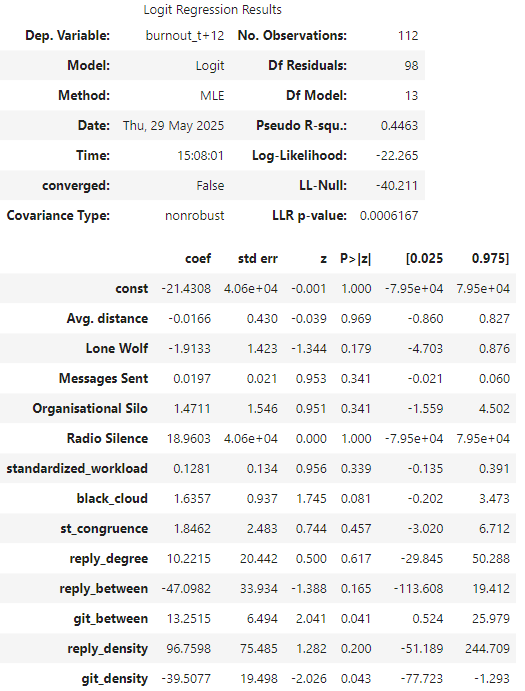 Logit Regression Results
Dep. Variable: burnout_t+12 No. Observations: 112
Model: Logit Df Residuals: 98
Method: MLE Df Model: 13
Date: Thu, 29 May 2025 Pseudo R-squ.: 0.4463
Time: 15:08:01 Log-Likelihood: -22.265
converged: False LL-Null: -40.211
Covariance Type: nonrobust LLR p-value: 0.0006167
coef std err z P>|z| [0.025 0.975]
const -21.4308 4.06e+04 -0.001 1.000 -7.95e+04 7.95e+04
Avg. distance -0.0166 0.430 -0.039 0.969 -0.860 0.827
Lone Wolf -1.9133 1.423 -1.344 0.179 -4.703 0.876
Messages Sent 0.0197 0.021 0.953 0.341 -0.021 0.060
Organisational Silo 1.4711 1.546 0.951 0.341 -1.559 4.502
Radio Silence 18.9603 4.06e+04 0.000 1.000 -7.95e+04 7.95e+04
standardized_workload 0.1281 0.134 0.956 0.339 -0.135 0.391
black_cloud 1.6357 0.937 1.745 0.081 -0.202 3.473
st_congruence 1.8462 2.483 0.744 0.457 -3.020 6.712
reply_degree 10.2215 20.442 0.500 0.617 -29.845 50.288
reply_between -47.0982 33.934 -1.388 0.165 -113.608 19.412
git_between 13.2515 6.494 2.041 0.041 0.524 25.979
reply_density 96.7598 75.485 1.282 0.200 -51.189 244.709
git_density -39.5077 19.498 -2.026 0.043 -77.723 -1.293